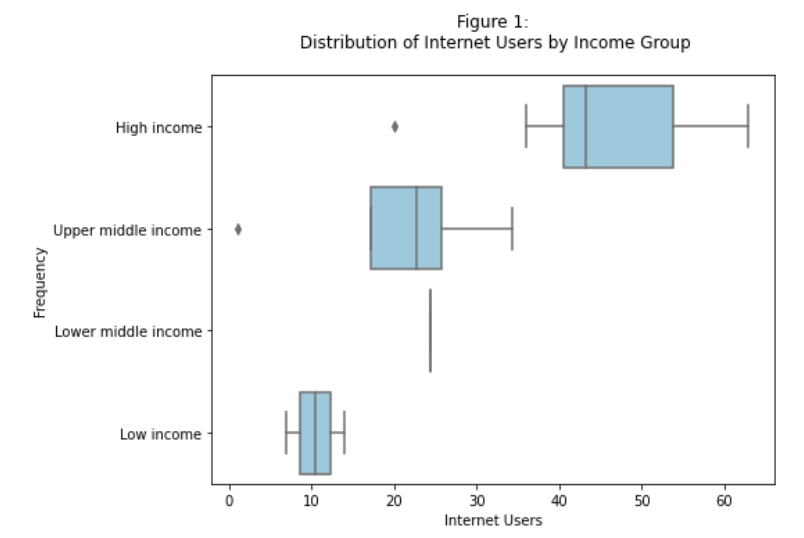 Figure 1:
Distribution of Internet Users by Income Group
High income
Upper middle income
Lower middle income
Low income
Frequency
0 10 20 30 40 50 60
Internet Users